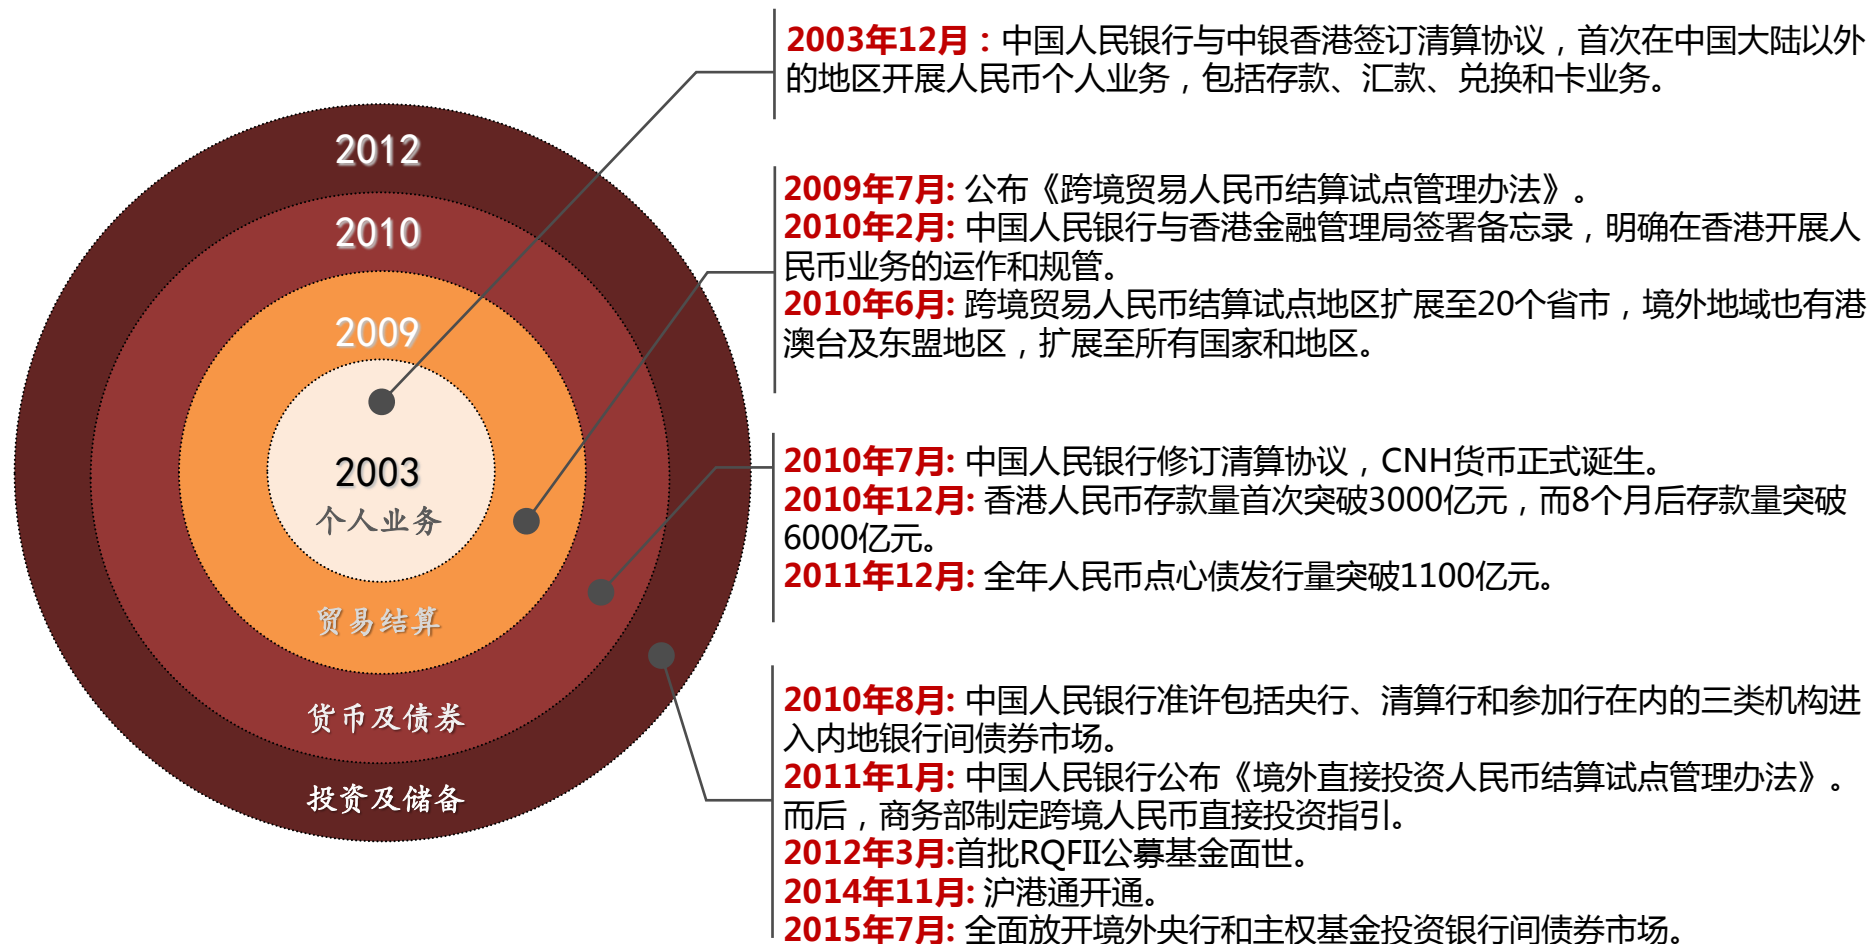 2012
2010
2009
2003
个人业务
贸易结算
货币及债券
投资及储备
2003年12月：中国人民银行与中银香港签订清算协议，首次在中国大陆以外
的地区开展人民币个人业务，包括存款、汇款、兑换和卡业务。
2009年7月: 公布《跨境贸易人民币结算试点管理办法》。
2010年2月: 中国人民银行与香港金融管理局签署备忘录，明确在香港开展人
民币业务的运作和规管。
2010年6月: 跨境贸易人民币结算试点地区扩展至20个省市，境外地域也有港
澳台及东盟地区，扩展至所有国家和地区。
2010年7月: 中国人民银行修订清算协议，CNH货币正式诞生。
2010年12月: 香港人民币存款量首次突破3000亿元，而8个月后存款量突破
6000亿元。
2011年12月: 全年人民币点心债发行量突破1100亿元。
2010年8月: 中国人民银行准许包括央行、清算行和参加行在内的三类机构进
入内地银行间债券市场。
2011年1月: 中国人民银行公布《境外直接投资人民币结算试点管理办法》。
而后，商务部制定跨境人民币直接投资指引。
2012年3月:首批RQFII公募基金面世。
2014年11月: 沪港通开通。
2015年7月: 全面放开境外央行和主权基金投资银行间债券市场。